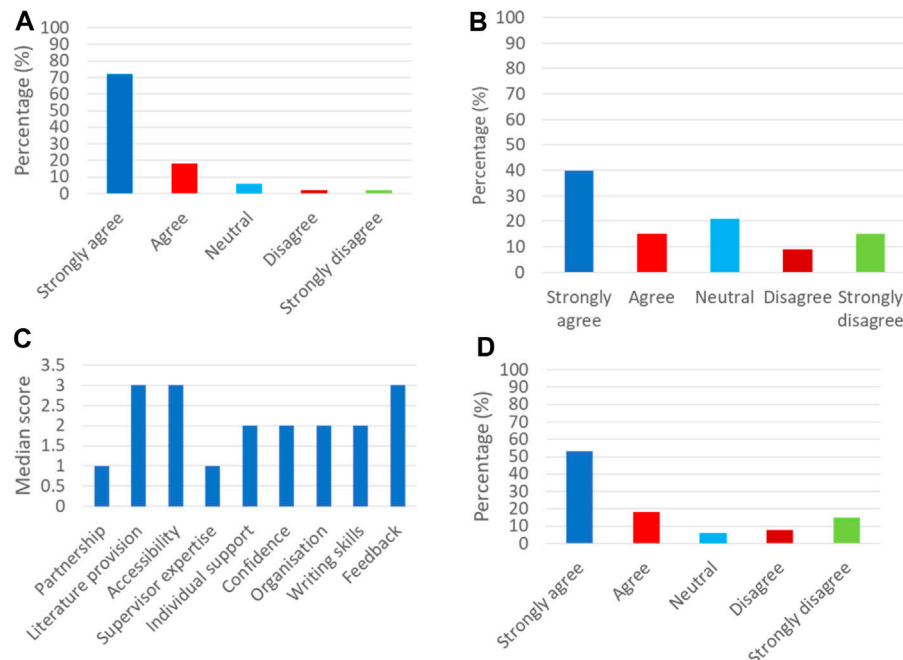 A
Percentage (%)
100
90
80
70
60
50
40
30
20
10
0
Strongly agree
Agree
Neutral
Disagree
Strongly disagree
B
Percentage (%)
100
90
80
70
60
50
40
30
20
10
0
Strongly
agree
Agree
Neutral
Disagree
Strongly
disagree
C
Median score
3.5
3
2.5
2
1.5
1
0.5
0
Partnership
Literature provision
Accessibility
Supervisor expertise
Individual support
Confidence
Organisation
Writing skills
Feedback
D
Percentage (%)
100
90
80
70
60
50
40
30
20
10
0
Strongly agree
Agree
Neutral
Disagree
Strongly disagree